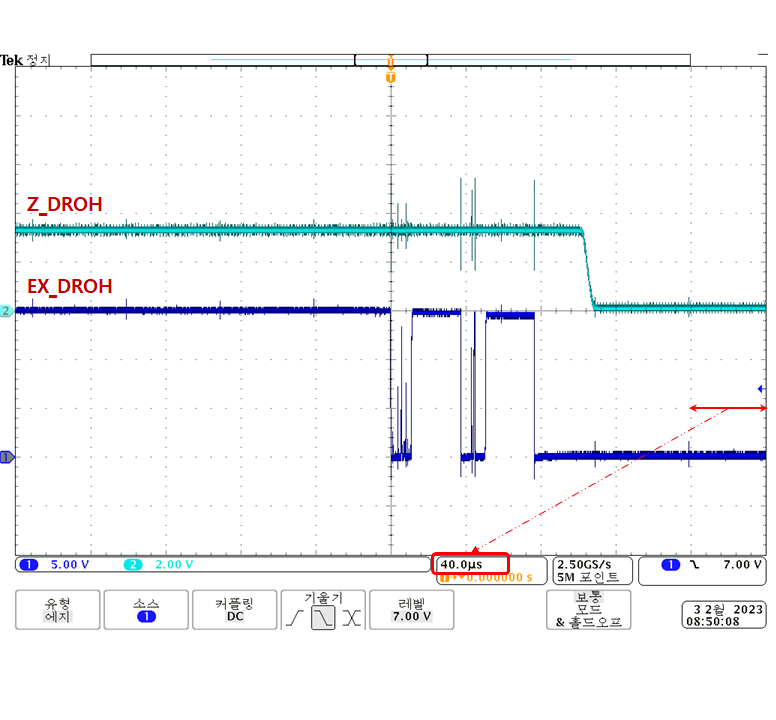 Tek 정지
T
T
Z_DROH
EX_DROH
2
1
1 5.00 V 2 2.00 V 40.0µs 2.50GS/s 1 7.00 V
0.000000 s 5M 포인트
유형 소스 커플링 기울기 레벨 보통
에지 1 DC 7.00 V 모드
& 홀드오프
3 2월 2023
08:50:08